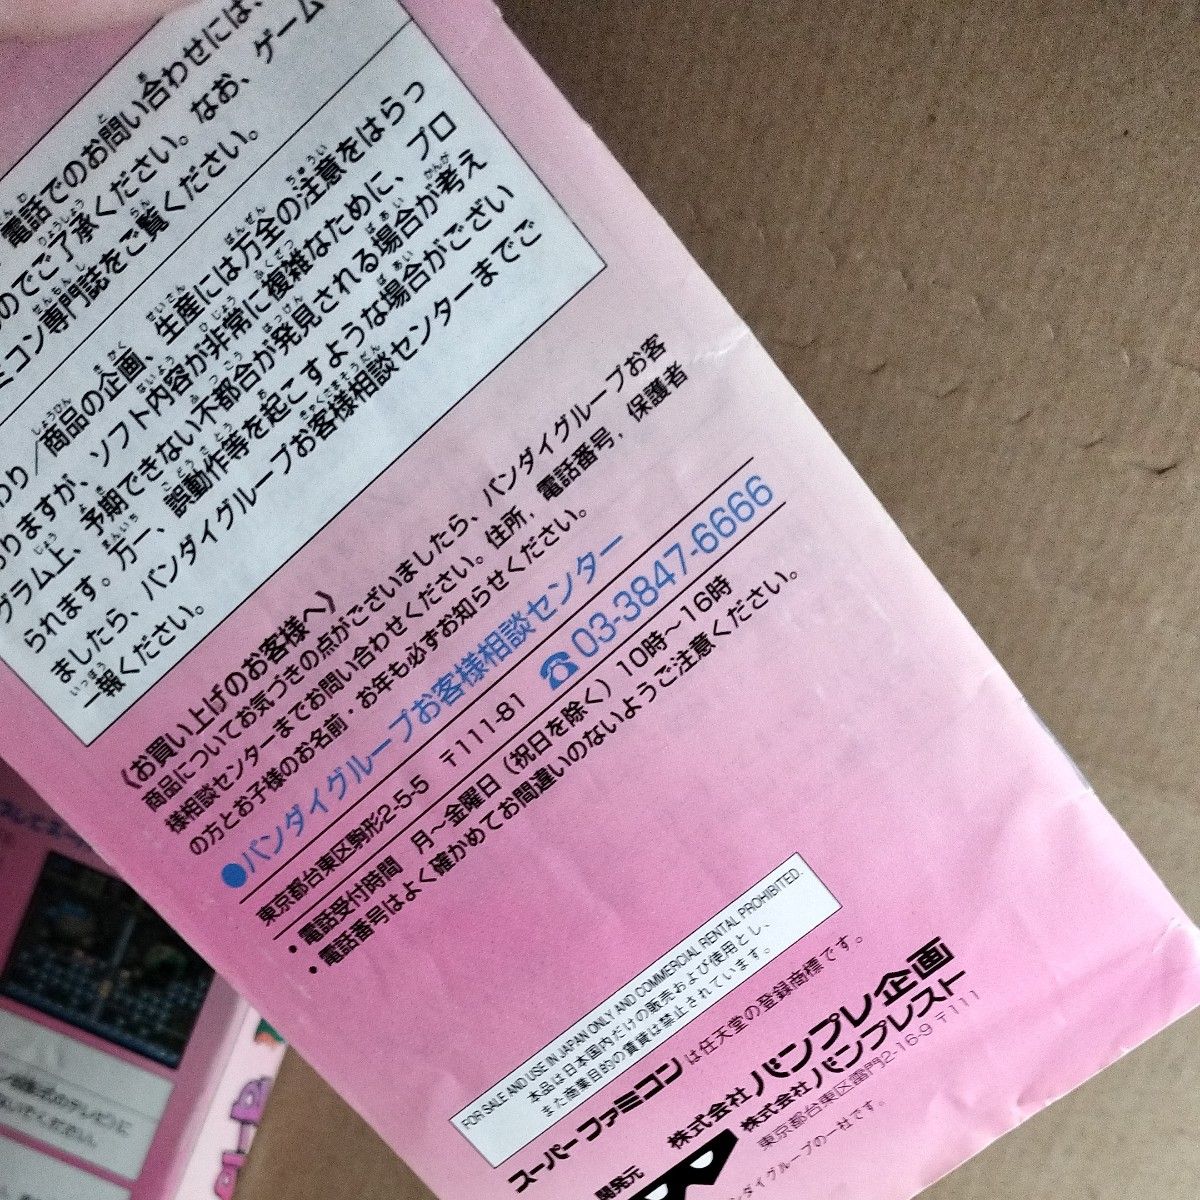 電話でのお問い合わせには、
のでご了承ください。なお、ゲーム
ミコン専門誌をご覧ください。
わり/商品の企画、生産には万全の注意をはらっ
おりますが、ソフト内容が非常に複雑なために、プロ
グラム上、予期できない不都合が発見される場合が考え
られます。万一、誤動作等を起こすような場合がござい
ましたら、バンダイグループお客様相談センターまでご
一報ください。
《お買い上げのお客様へ》
商品についてお気づきの点がございましたら、バンダイグループお客
様相談センターまでお問い合わせください。住所，電話番号，保護者
の方とお子様のお名前・お年も必ずお知らせください。
●バンダイグループお客様相談センター
東京都台東区駒形2-5-5 〒111-81 ☎03-3847-6666
・電話受付時間 月〜金曜日(祝日を除く)10時〜16時
・電話番号はよく確かめてお間違いのないようご注意ください。
FOR SALE AND USE IN JAPAN ONLY AND COMMERCIAL RENTAL PROHIBITED.
本品は日本国内だけの販売および使用とし、
また商業目的の賃貸は禁止されています。
スーパーファミコンは任天堂の登録商標です。
開発元 株式会社バンプレ企画
株式会社バンプレスト
東京都台東区雷門2-16-9 〒111
ンダイグループの一社です。